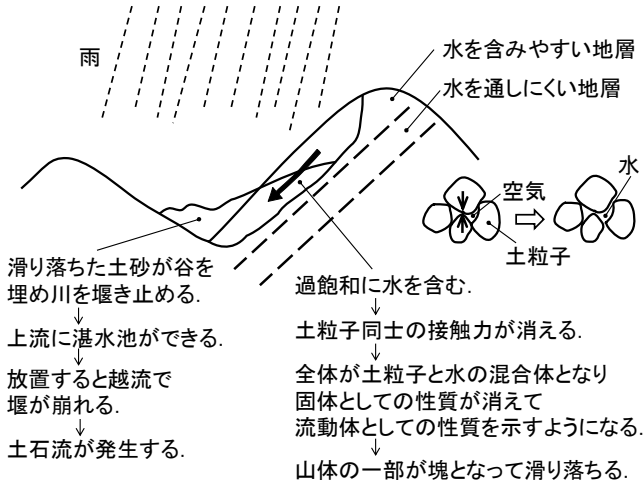 雨
水を含みやすい地層
水を通しにくい地層
空気
水
土粒子
滑り落ちた土砂が谷を
埋め川を堰き止める.
上流に湛水池ができる.
放置すると越流で
堰が崩れる.
土石流が発生する.
過飽和に水を含む.
土粒子同士の接触力が消える.
全体が土粒子と水の混合体となり
固体としての性質が消えて
流動体としての性質を示すようになる.
山体の一部が塊となって滑り落ちる.